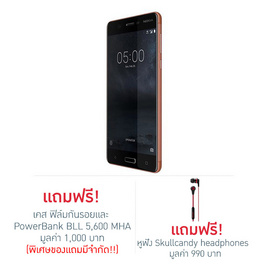 NOKIA
แถมฟรี!
เคส ฟิล์มกันรอยและ
PowerBank BLL 5,600 MHA
มูลค่า 1,000 บาท
[พิเศษของแถมมีจำกัด!!]
แถมฟรี!
หูฟัง Skullcandy headphones
มูลค่า 990 บาท